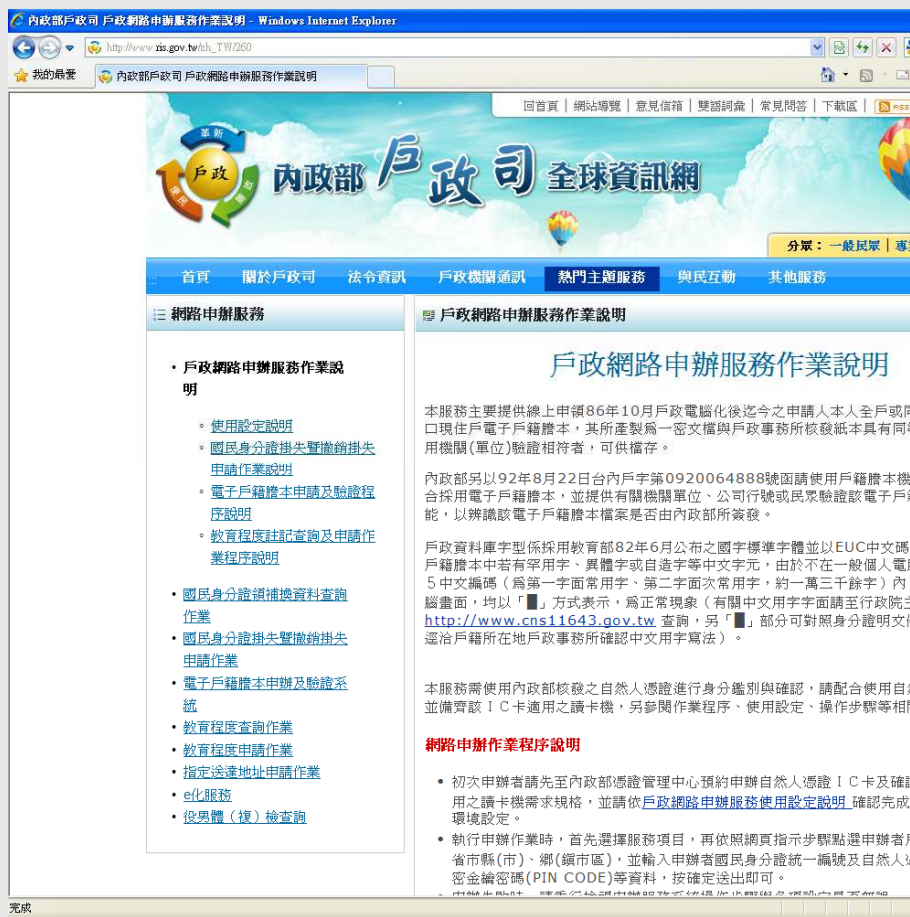 內政部戶政司 戶政網路申辦服務作業說明 - Windows Internet Explorer
http://www.ris.gov.tw/zh_TW/260
我的最愛
內政部戶政司 戶政網路申辦服務作業說明
回首頁 | 網站導覽 | 意見信箱 | 雙語詞彙 | 常見問答 | 下載區 |
革新
戶政
便民
內政部 戶政司 全球資訊網
分眾： 一般民眾 |
首頁 關於戶政司 法令資訊 戶政機關通訊 熱門主題服務 與民互動 其他服務
網路申辦服務
戶政網路申辦服務作業說明
戶政網路申辦服務作業說
明
使用設定說明
國民身分證掛失暨撤銷掛失
申請作業說明
電子戶籍謄本申請及驗證程
序說明
教育程度註記查詢及申請作
業程序說明
國民身分證領補換資料查詢
作業
國民身分證掛失暨撤銷掛失
申請作業
電子戶籍謄本申辦及驗證系
統
教育程度查詢作業
教育程度申請作業
指定送達地址申請作業
e化服務
役男體（複）檢查詢
戶政網路申辦服務作業說明
本服務主要提供線上申領86年10月戶政電腦化後迄今之申請人本人全戶或
口現住戶電子戶籍謄本，其所產製為一密文檔與戶政事務所核發紙本具有同
用機關(單位)驗證相符者，可供檔存。
內政部另以92年8月22日台內戶字第0920064888號函請使用戶籍謄本機
合採用電子戶籍謄本，並提供有關機關單位、公司行號或民眾驗證該電子戶
能，以辨識該電子戶籍謄本檔案是否由內政部所簽發。
戶政資料庫字型係採用教育部82年6月公布之國字標準字體並以EUC中文碼
戶籍謄本中若有罕用字、異體字或自造字等中文字元，由於不在一般個人電
５中文編碼（為第一字面常用字、第二字面次常用字，約一萬三千餘字）內
腦畫面，均以「█」方式表示，為正常現象（有關中文用字字面請至行政院
http://www.cns11643.gov.tw 查詢，另「█」部分可對照身分證明文
逕洽戶籍所在地戶政事務所確認中文用字寫法）。
本服務需使用內政部核發之自然人憑證進行身分鑑別與確認，請配合使用自
並備齊該ＩＣ卡適用之讀卡機，另參閱作業程序、使用設定、操作步驟等相
網路申辦作業程序說明
初次申辦者請先至內政部憑證管理中心預約申辦自然人憑證ＩＣ卡及確
用之讀卡機需求規格，並請依戶政網路申辦服務使用設定說明 確認完成
環境設定。
執行申辦作業時，首先選擇服務項目，再依照網頁指示步驟點選申辦者
省市縣(市)、鄉(鎮市區)，並輸入申辦者國民身分證統一編號及自然人
密金鑰密碼(PIN CODE)等資料，按確定送出即可。
完成